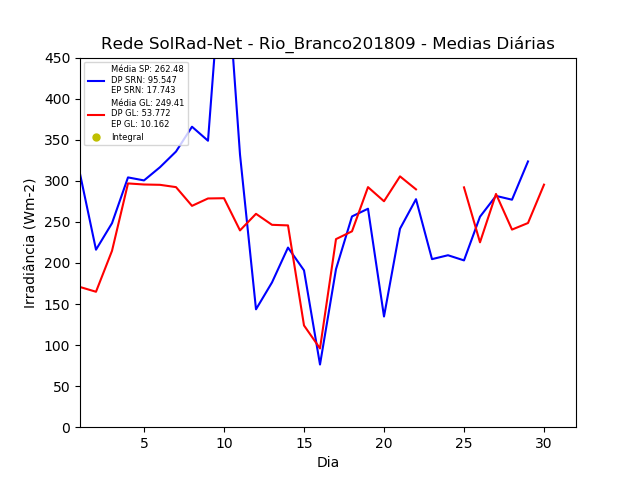 Rede SolRad-Net - Rio_Branco201809 - Medias Diárias
Média SP: 262.48
DP SRN: 95.547
EP SRN: 17.743
Média GL: 249.41
DP GL: 53.772
EP GL: 10.162
Integral
Irradiância (Wm-2)
450
400
350
300
250
200
150
100
50
0
5
10
15
20
25
30
Dia